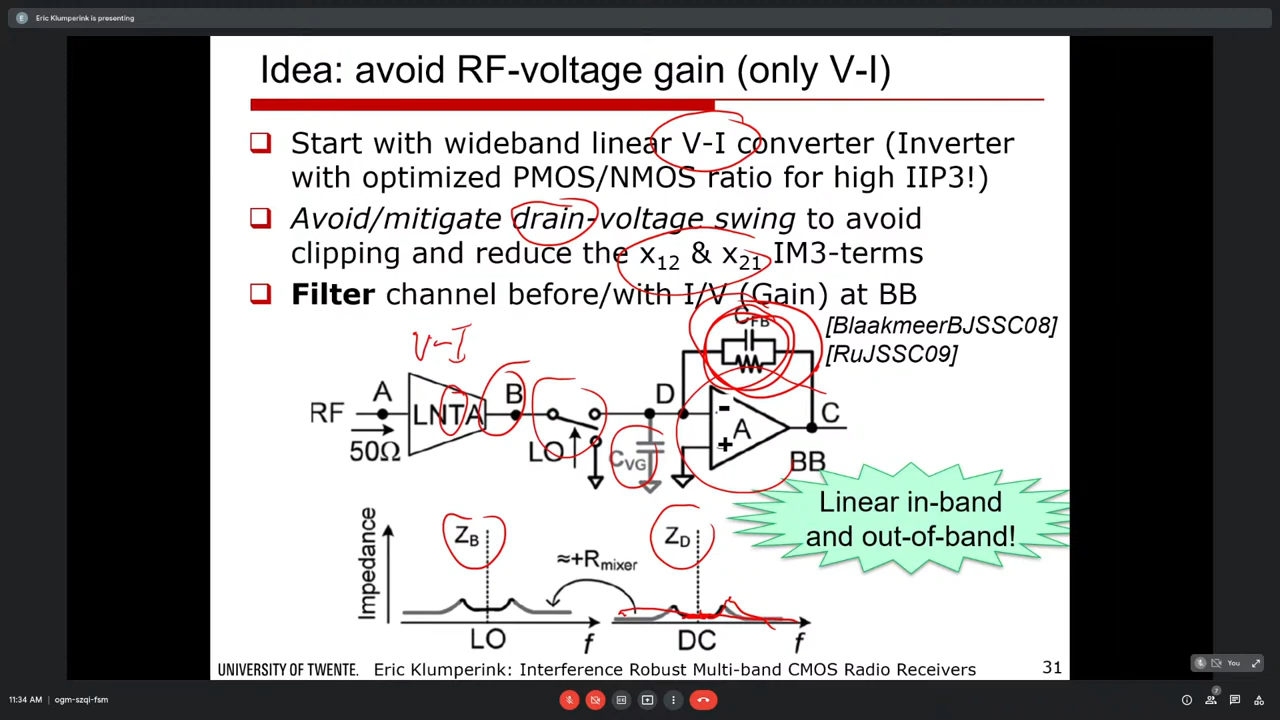 E Eric Klumperink is presenting
Idea: avoid RF-voltage gain (only V-I)
Start with wideband linear V-I converter (Inverter
with optimized PMOS/NMOS ratio for high IIP3!)
Avoid/mitigate drain-voltage swing to avoid
clipping and reduce the x12 & x21 IM3-terms
Filter channel before/with I/V (Gain) at BB
CFB
[BlaakmeerBJSSC08]
[RuJSSC09]
V-I
RF
A
LNTA
B
D
-
A
+
C
50Ω
LO
CVG
BB
Linear in-band
and out-of-band!
Impedance
ZB
≈+Rmixer
ZD
LO
f
DC
f
UNIVERSITY OF TWENTE. Eric Klumperink: Interference Robust Multi-band CMOS Radio Receivers 31
You
11:34 AM ogm-szqi-fsm
7